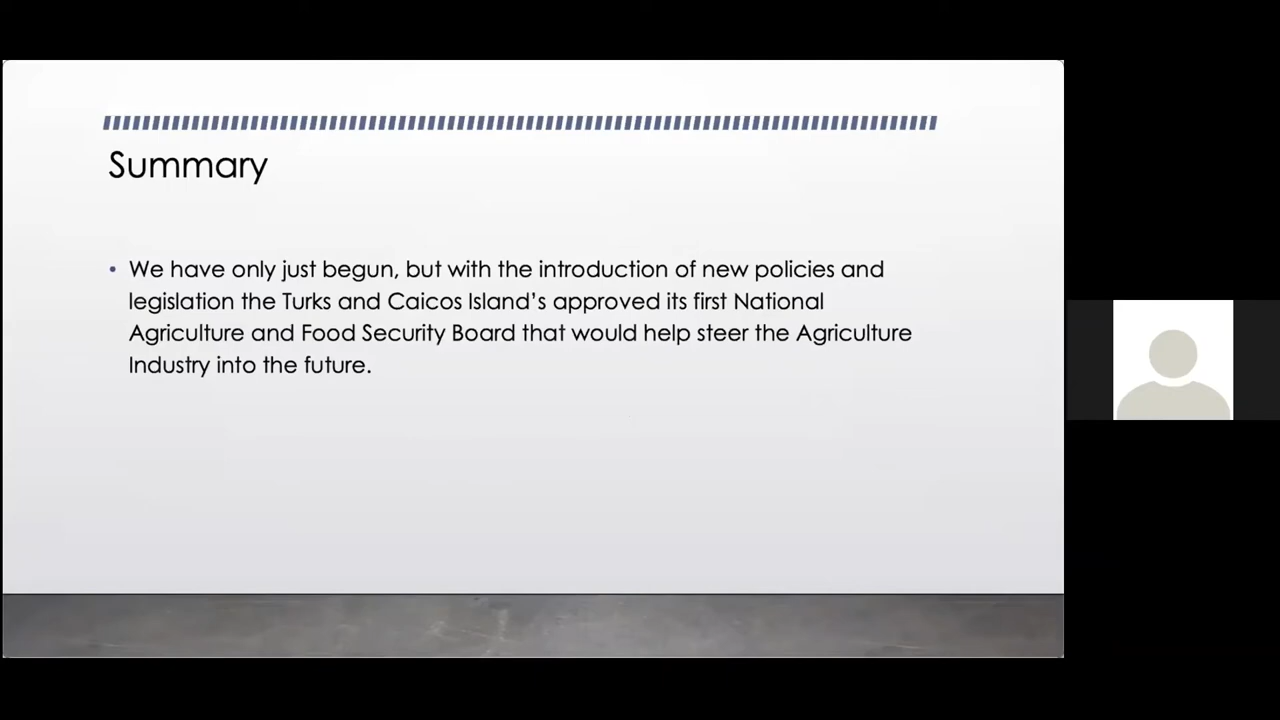 Summary
• We have only just begun, but with the introduction of new policies and
legislation the Turks and Caicos Island’s approved its first National
Agriculture and Food Security Board that would help steer the Agriculture
Industry into the future.